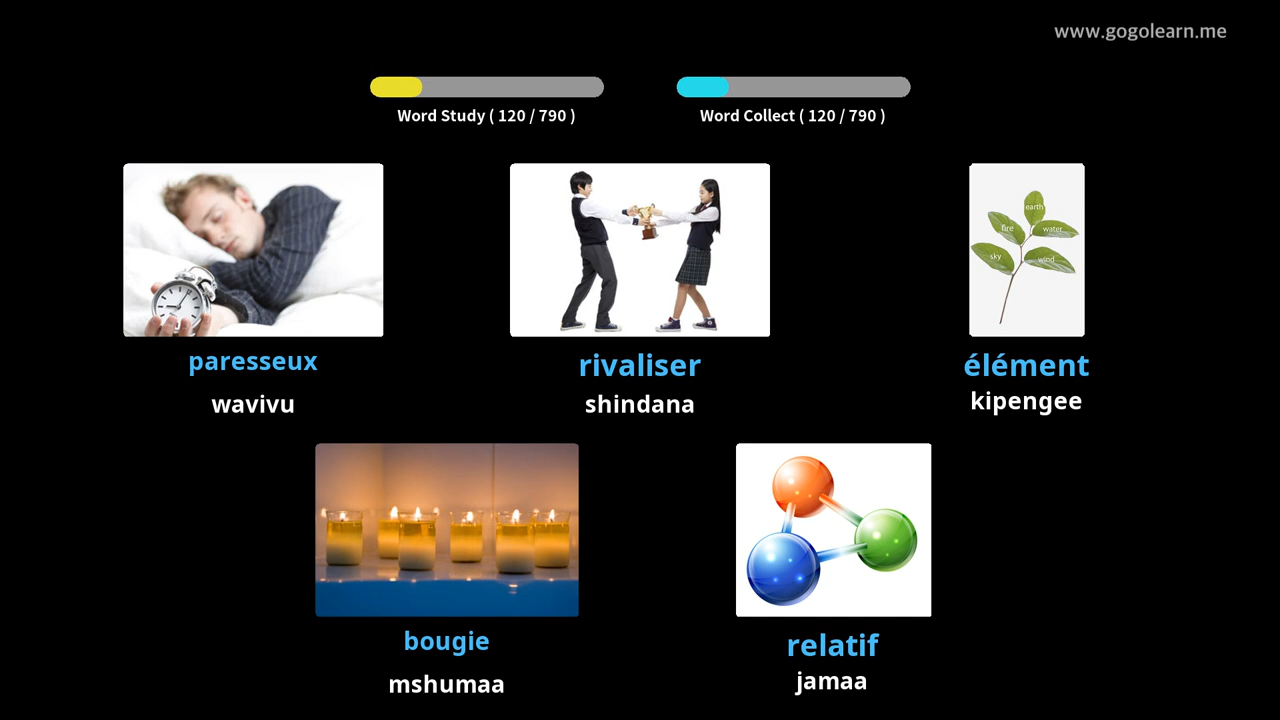 www.gogolearn.me
Word Study ( 120 / 790 )
Word Collect ( 120 / 790 )
earth
fire
water
sky
wind
paresseux
wavivu
rivaliser
shindana
élément
kipengee
bougie
mshumaa
relatif
jamaa